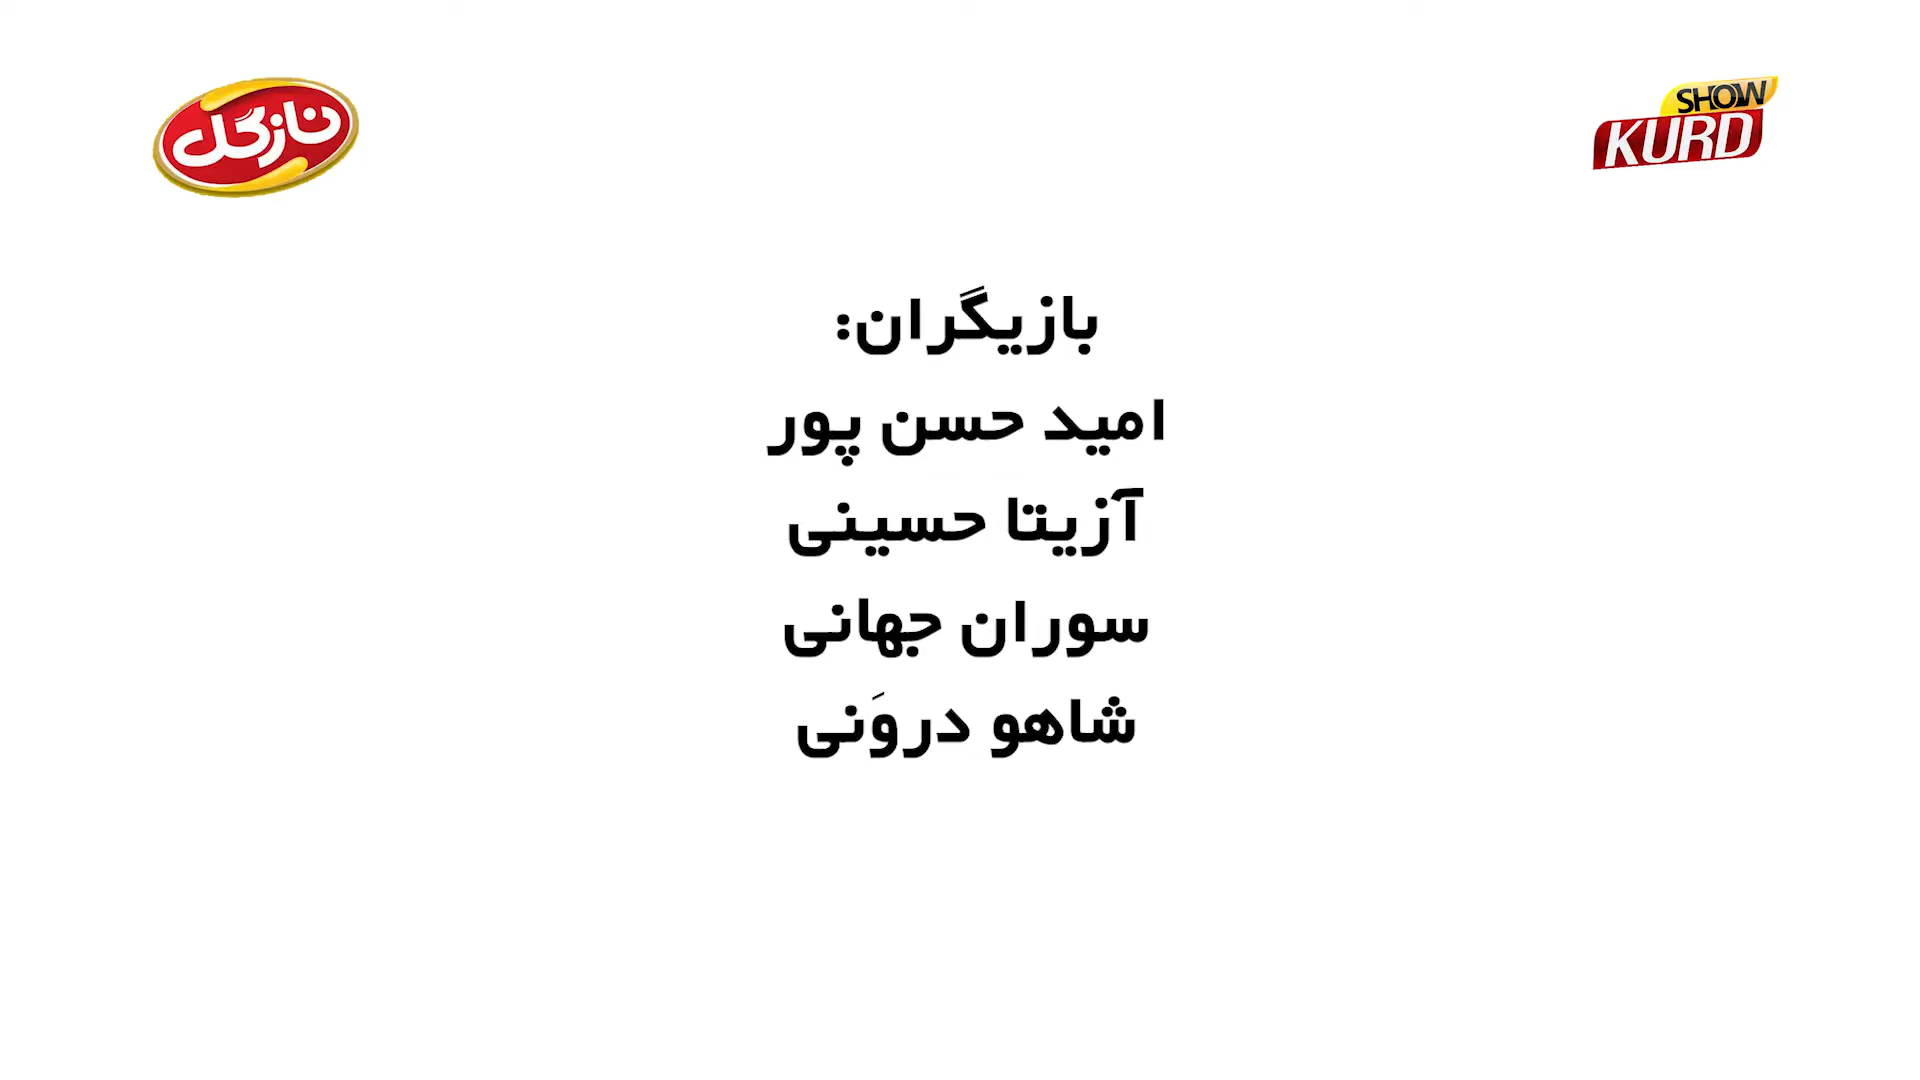 نازگل
SHOW
KURD
بازیگران:
امید حسن پور
آزیتا حسینی
سوران جهانی
شاهو دروَنی